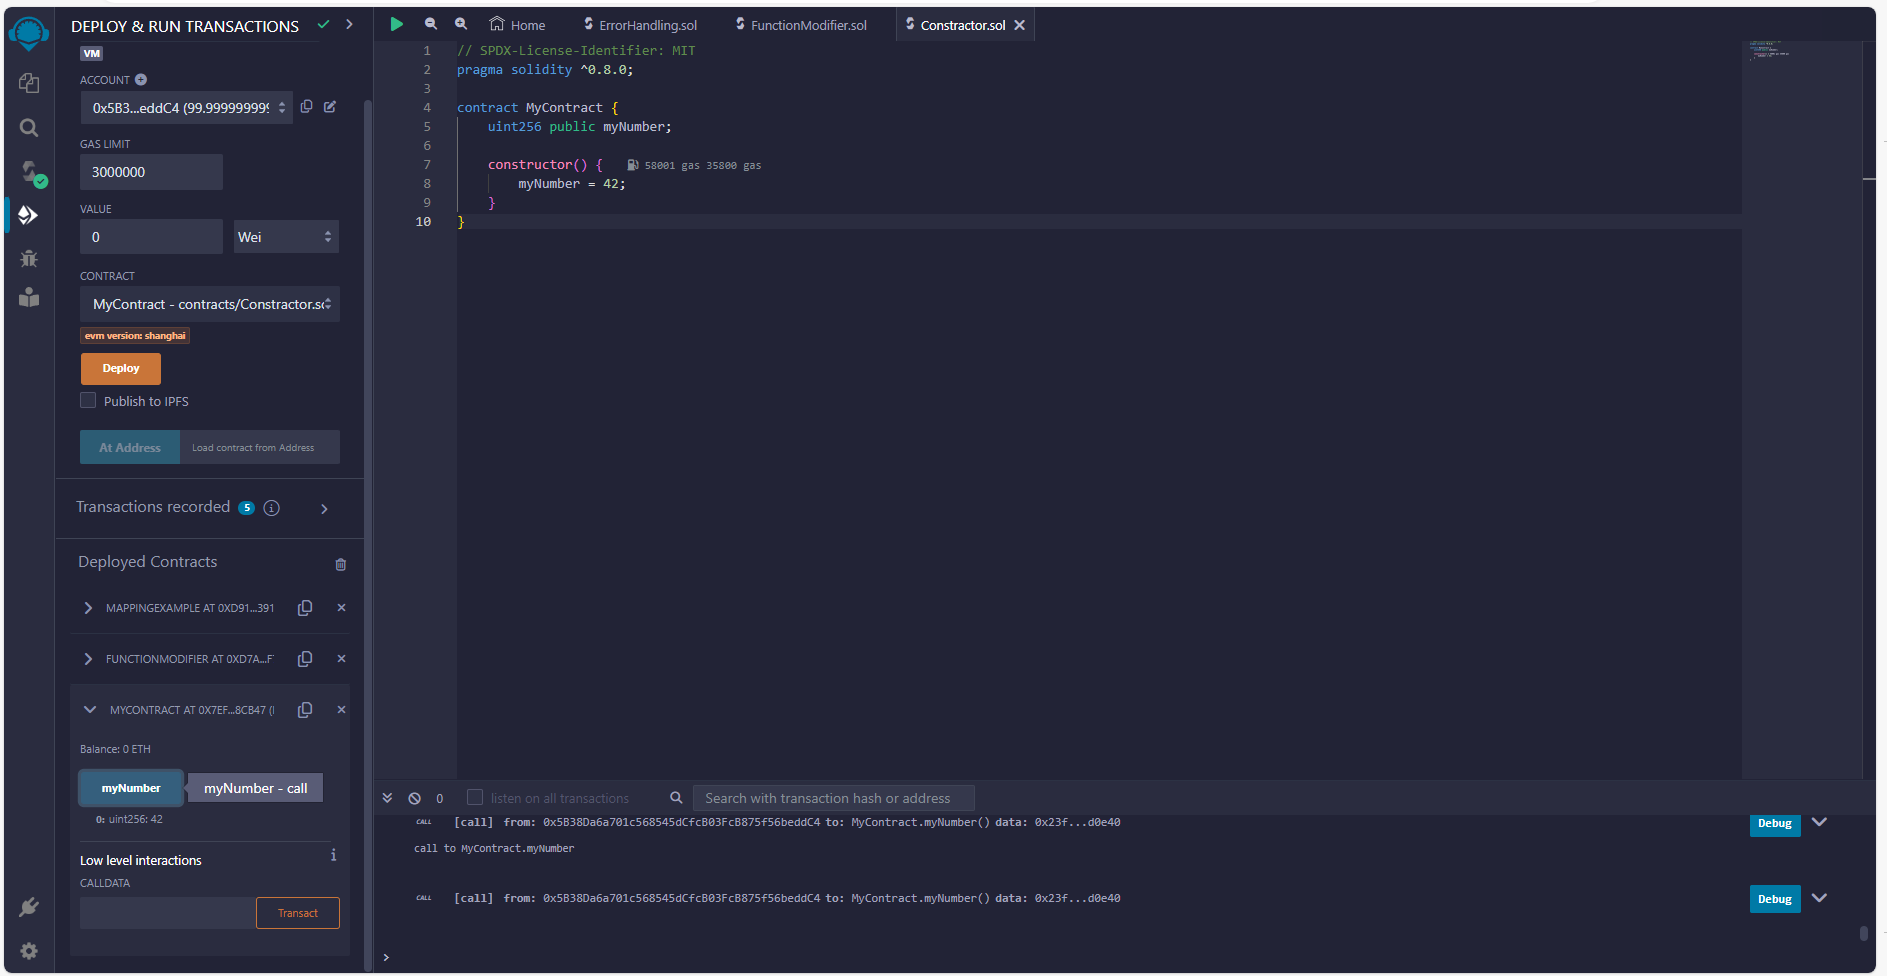 DEPLOY & RUN TRANSACTIONS
VM
ACCOUNT
0x5B3...eddC4 (99.9999999999
GAS LIMIT
3000000
VALUE
0
Wei
CONTRACT
MyContract - contracts/Constractor.so
evm version: shanghai
Deploy
Publish to IPFS
At Address
Load contract from Address
Transactions recorded 5
Deployed Contracts
MAPPINGEXAMPLE AT 0XD91...391
FUNCTIONMODIFIER AT 0XD7A...F
MYCONTRACT AT 0X7EF...8CB47 (
Balance: 0 ETH
myNumber
myNumber - call
0: uint256: 42
Low level interactions
CALLDATA
Transact
Home
ErrorHandling.sol
FunctionModifier.sol
Constractor.sol
1 // SPDX-License-Identifier: MIT
2 pragma solidity ^0.8.0;
3
4 contract MyContract {
5 uint256 public myNumber;
6
7 constructor() { 58001 gas 35800 gas
8 myNumber = 42;
9 }
10 }
0
listen on all transactions
Search with transaction hash or address
CALL [call] from: 0x5B38Da6a701c568545dCfcB03FcB875f56beddC4 to: MyContract.myNumber() data: 0x23f...d0e40
Debug
call to MyContract.myNumber
CALL [call] from: 0x5B38Da6a701c568545dCfcB03FcB875f56beddC4 to: MyContract.myNumber() data: 0x23f...d0e40
Debug
>